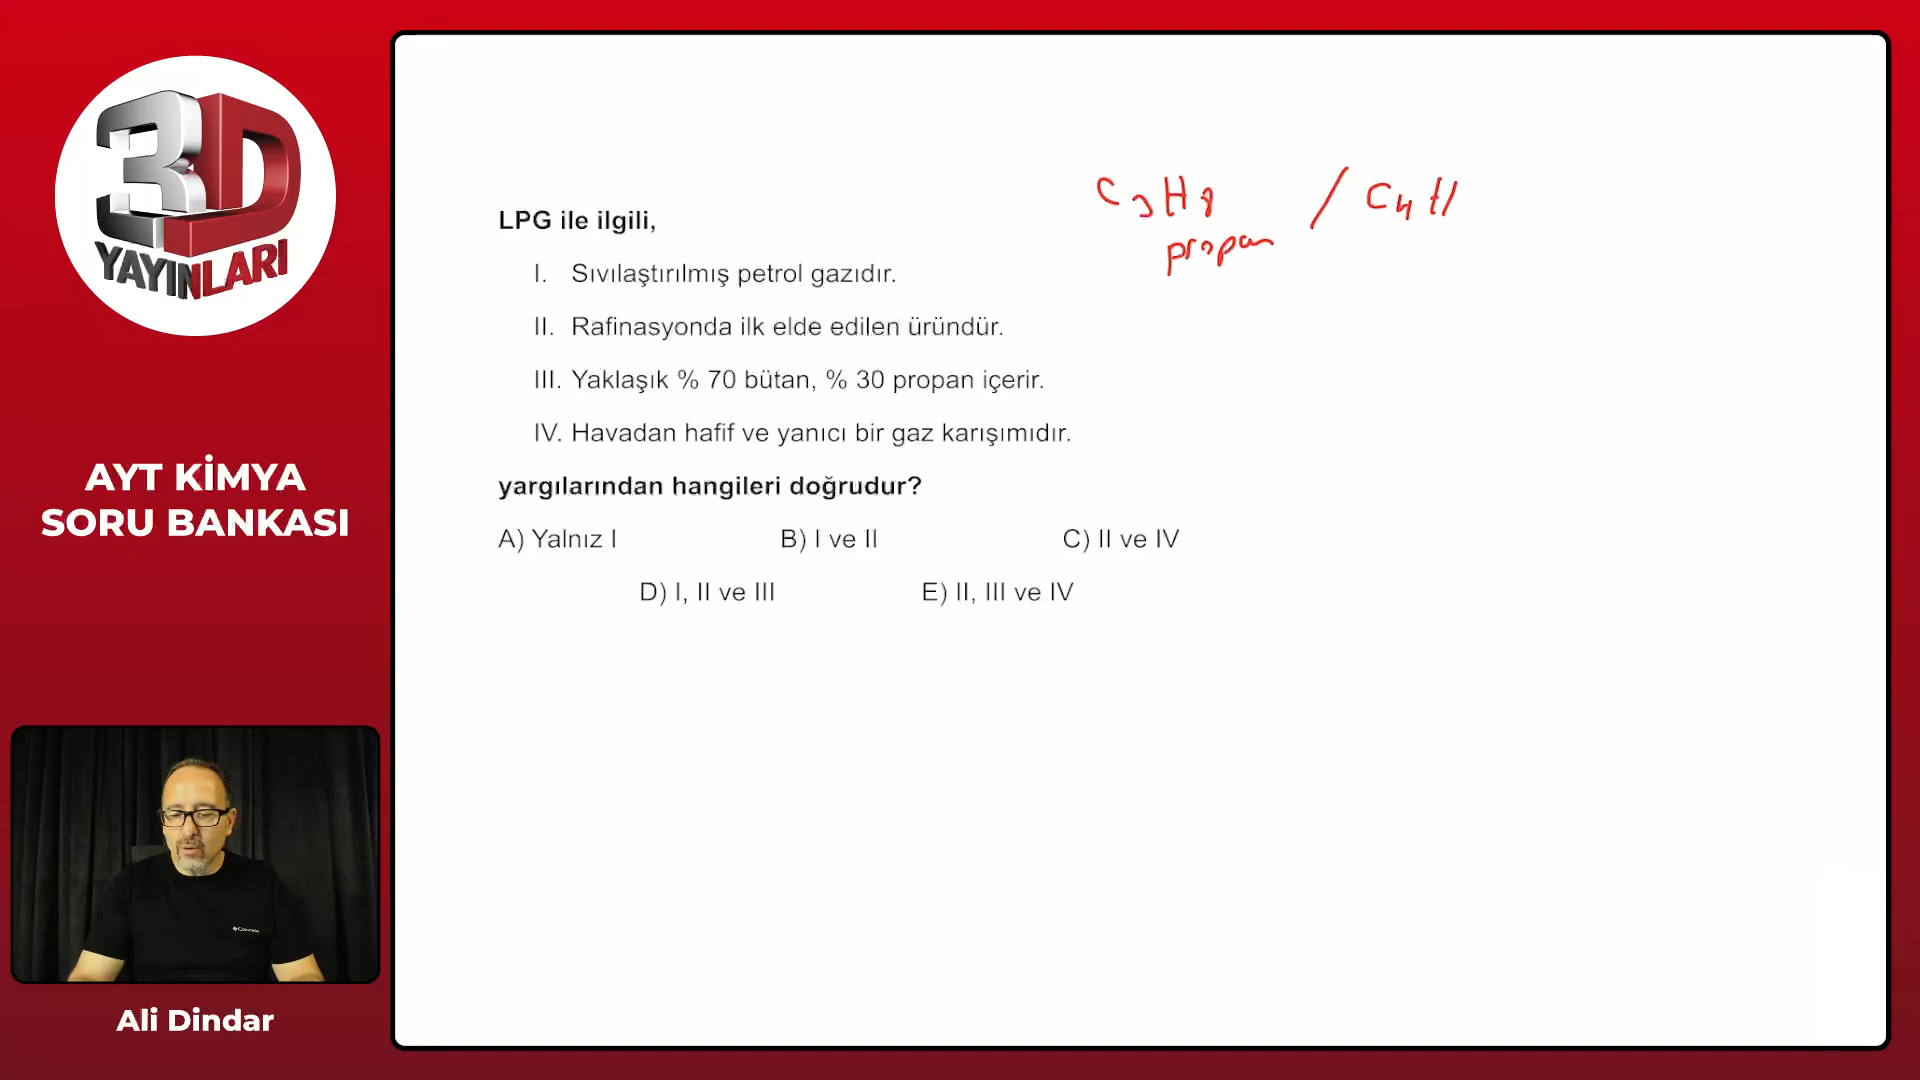 3D
YAYINLARI
AYT KİMYA
SORU BANKASI
Ali Dindar
C3H8 / C4H
propan
LPG ile ilgili,
I. Sıvılaştırılmış petrol gazıdır.
II. Rafinasyonda ilk elde edilen üründür.
III. Yaklaşık % 70 bütan, % 30 propan içerir.
IV. Havadan hafif ve yanıcı bir gaz karışımıdır.
yargılarından hangileri doğrudur?
A) Yalnız I B) I ve II C) II ve IV
D) I, II ve III E) II, III ve IV